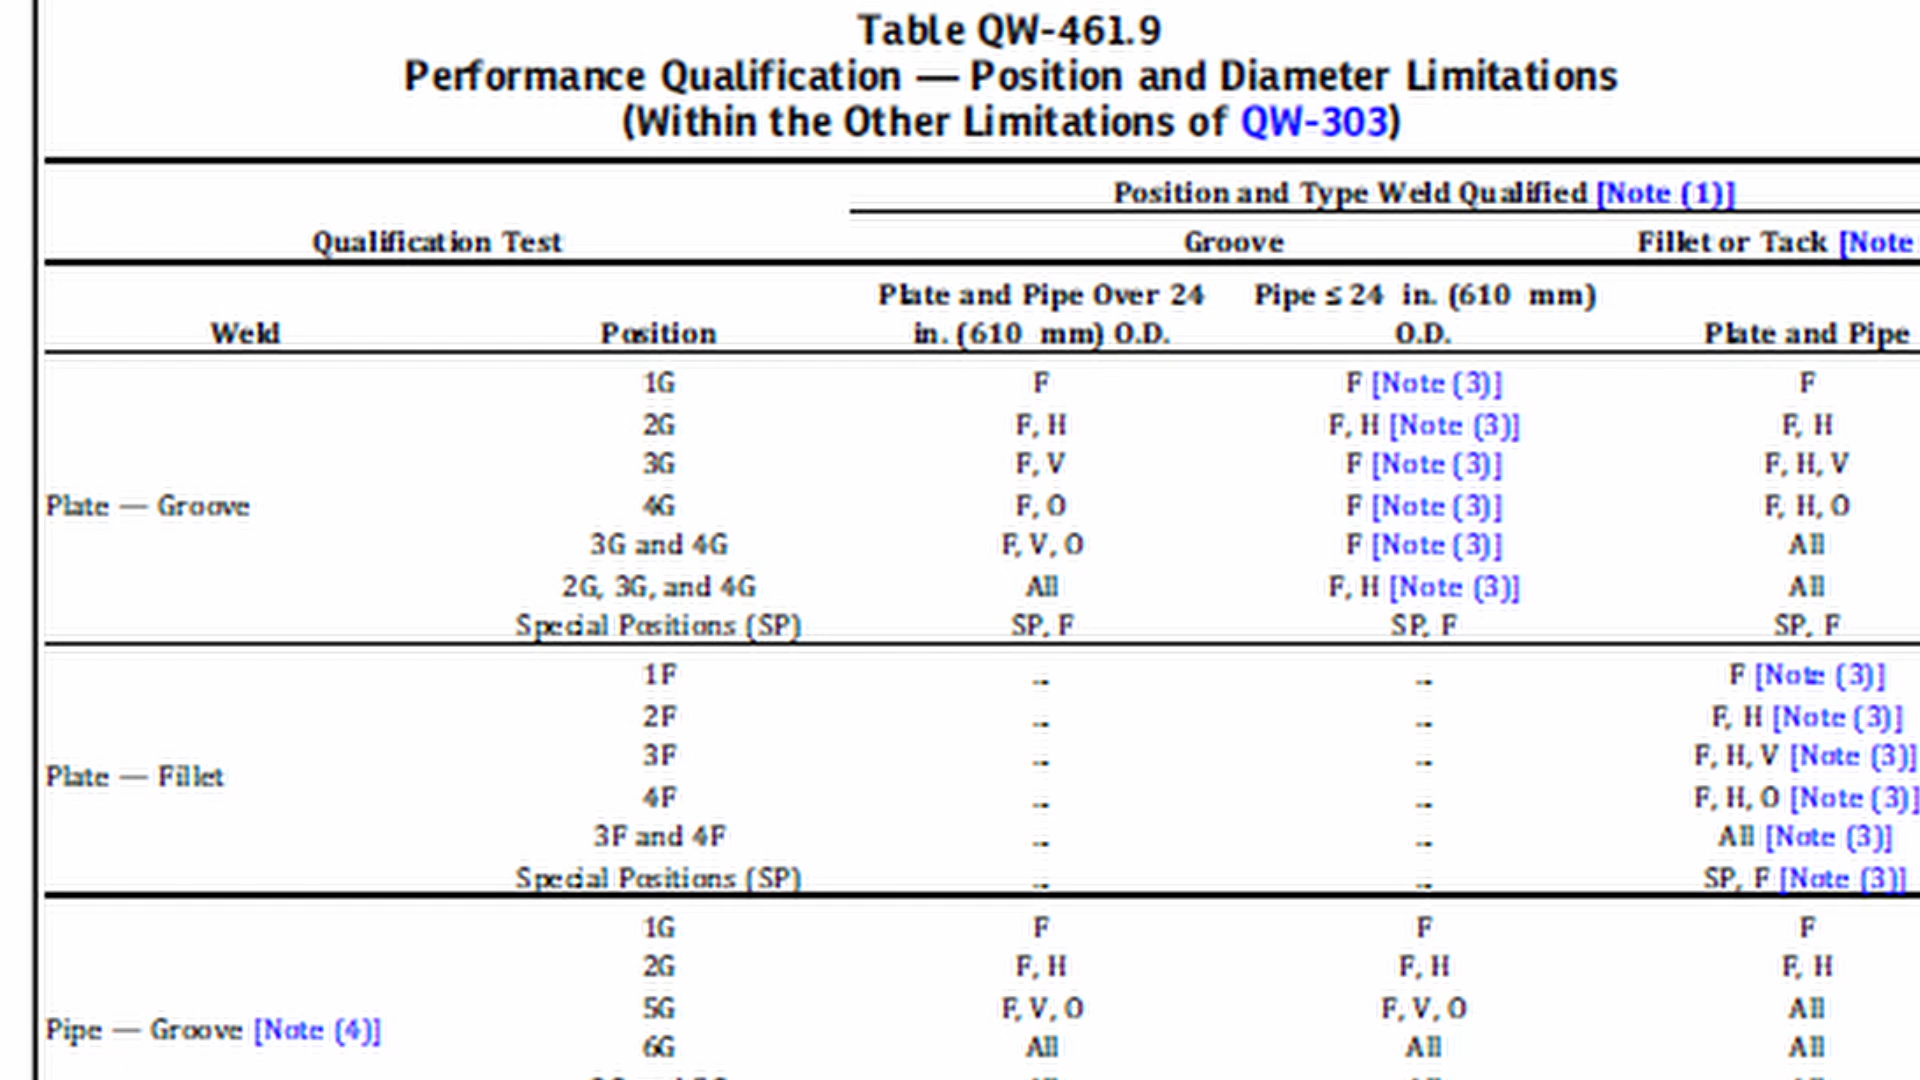 Table QW-461.9
Performance Qualification — Position and Diameter Limitations
(Within the Other Limitations of QW-303)
Position and Type Weld Qualified [Note (1)]
Qualification Test Groove Fillet or Tack [Note
Plate and Pipe Over 24 Pipe ≤ 24 in. (610 mm)
Weld Position in. (610 mm) O.D. O.D. Plate and Pipe
1G F F [Note (3)] F
2G F, H F, H [Note (3)] F, H
3G F, V F [Note (3)] F, H, V
Plate — Groove 4G F, O F [Note (3)] F, H, O
3G and 4G F, V, O F [Note (3)] All
2G, 3G, and 4G All F, H [Note (3)] All
Special Positions (SP) SP, F SP, F SP, F
1F ... ... F [Note (3)]
2F ... ... F, H [Note (3)]
3F ... ... F, H, V [Note (3)]
Plate — Fillet
4F ... ... F, H, O [Note (3)]
3F and 4F ... ... All [Note (3)]
Special Positions (SP) ... ... SP, F [Note (3)]
1G F F F
2G F, H F, H F, H
5G F, V, O F, V, O All
Pipe — Groove [Note (4)]
6G All All All